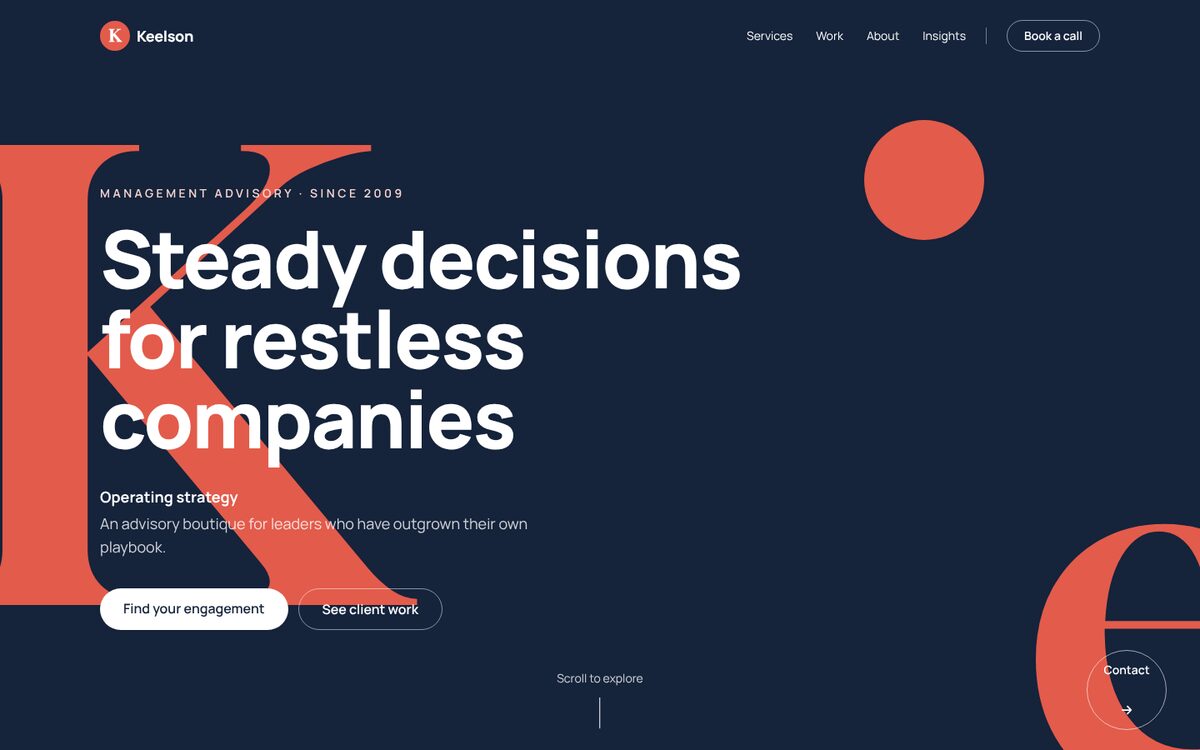 K Keelson
Services Work About Insights Book a call
K
MANAGEMENT ADVISORY · SINCE 2009
Steady decisions
for restless
companies
Operating strategy
An advisory boutique for leaders who have outgrown their own
playbook.
Find your engagement See client work
Scroll to explore
e
Contact
→